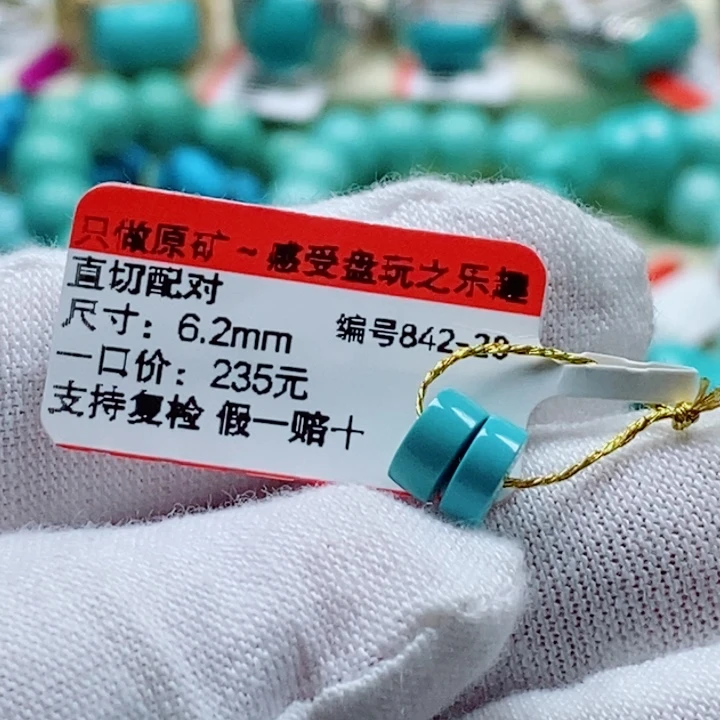 只做原矿~感受盘玩之乐趣
直切配对
尺寸：6.2mm 编号842-28
一口价：235元
支持复检 假一赔十